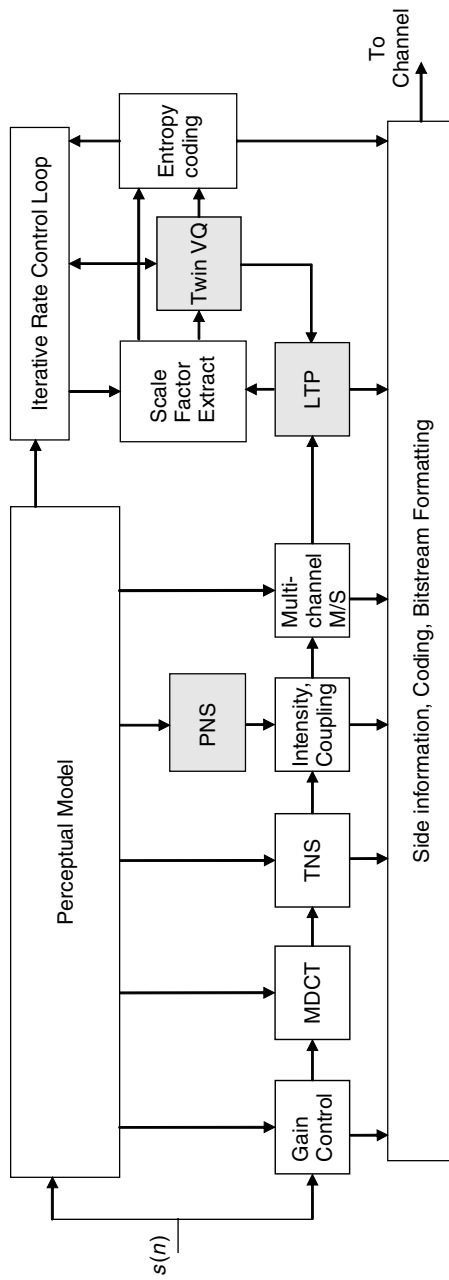 s(n)
Perceptual Model
Iterative Rate Control Loop
Gain
Control
MDCT
TNS
PNS
Intensity,
Coupling
Multi-
channel
M/S
LTP
Scale
Factor
Extract
Twin VQ
Entropy
coding
Side information, Coding, Bitstream Formatting
To
Channel